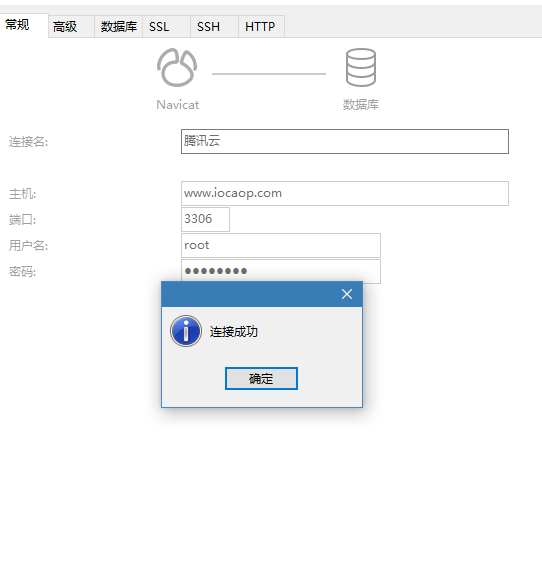 常规 高级 数据库 SSL SSH HTTP
Navicat 数据库
连接名: 腾讯云
主机: www.iocaop.com
端口: 3306
用户名: root
密码: ●●●●●●●●
连接成功
确定